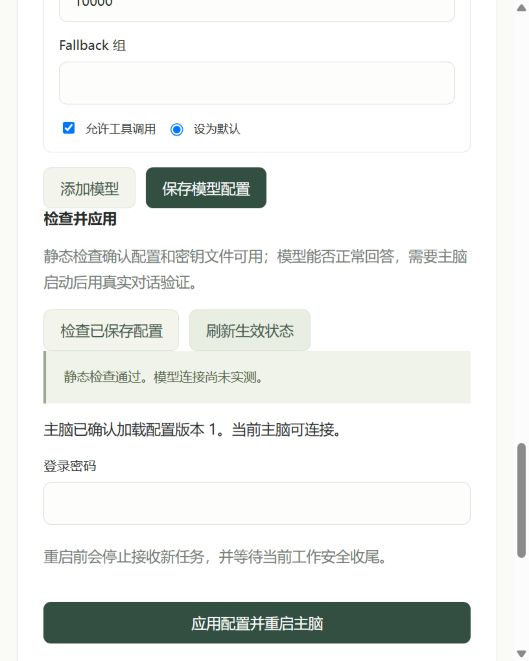 10000
Fallback 组
允许工具调用 设为默认
添加模型 保存模型配置
检查并应用
静态检查确认配置和密钥文件可用；模型能否正常回答，需要主脑
启动后用真实对话验证。
检查已保存配置 刷新生效状态
静态检查通过。模型连接尚未实测。
主脑已确认加载配置版本 1。当前主脑可连接。
登录密码
重启前会停止接收新任务，并等待当前工作安全收尾。
应用配置并重启主脑